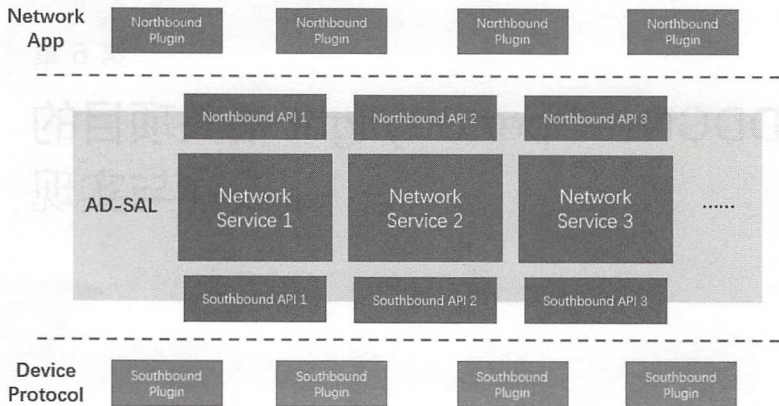 Network
App
Northbound
Plugin
Northbound
Plugin
Northbound
Plugin
Northbound
Plugin
Northbound API 1
Northbound API 2
Northbound API 3
AD-SAL
Network
Service 1
Network
Service 2
Network
Service 3
……
Southbound API 1
Southbound API 2
Southbound API 3
Device
Protocol
Southbound
Plugin
Southbound
Plugin
Southbound
Plugin
Southbound
Plugin